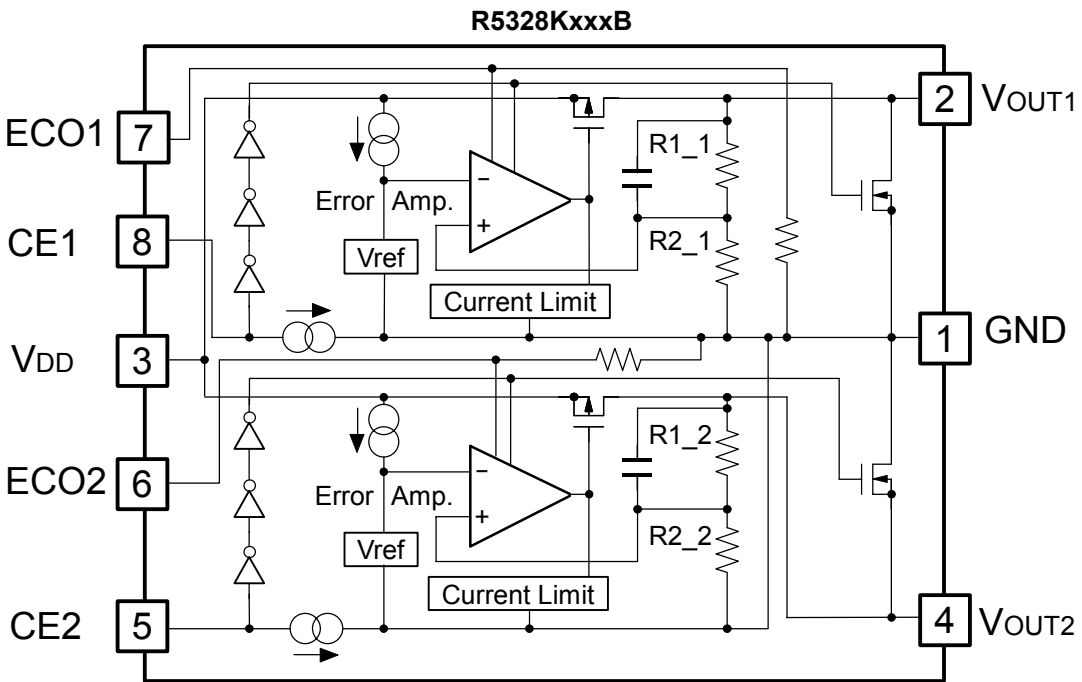 R5328KxxxB
ECO1 7
2 VOUT1
R1_1
−
Error Amp.
+
CE1 8
Vref
R2_1
Current Limit
VDD 3
1 GND
R1_2
ECO2 6
−
Error Amp.
+
R2_2
Vref
Current Limit
CE2 5
4 VOUT2